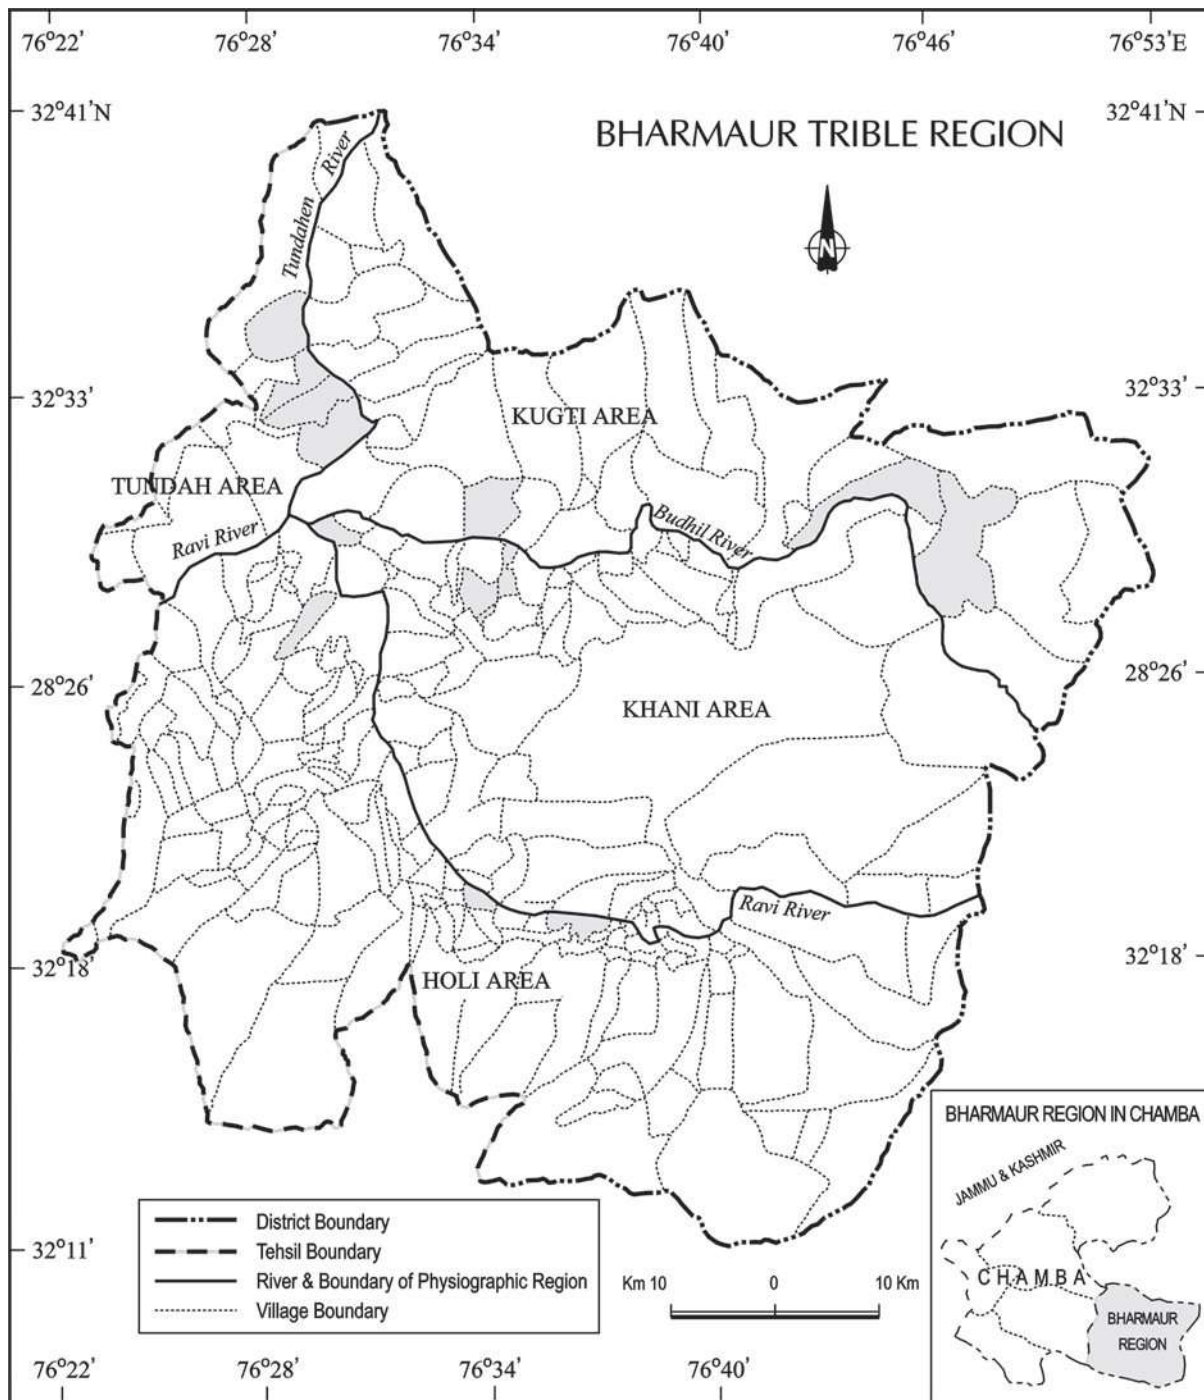 76°22' 76°28' 76°34' 76°40' 76°46' 76°53'E
32°41'N 32°41'N
BHARMAUR TRIBLE REGION
Tundahen River
N
32°33' 32°33'
KUGTI AREA
TUNDAH AREA
Ravi River
Budhil River
28°26' 28°26'
KHANI AREA
Ravi River
32°18' 32°18'
HOLI AREA
BHARMAUR REGION IN CHAMBA
JAMMU & KASHMIR
CHAMBA
BHARMAUR
REGION
District Boundary
Tehsil Boundary
River & Boundary of Physiographic Region
Village Boundary
32°11'
Km 10 0 10 Km
76°22' 76°28' 76°34' 76°40'